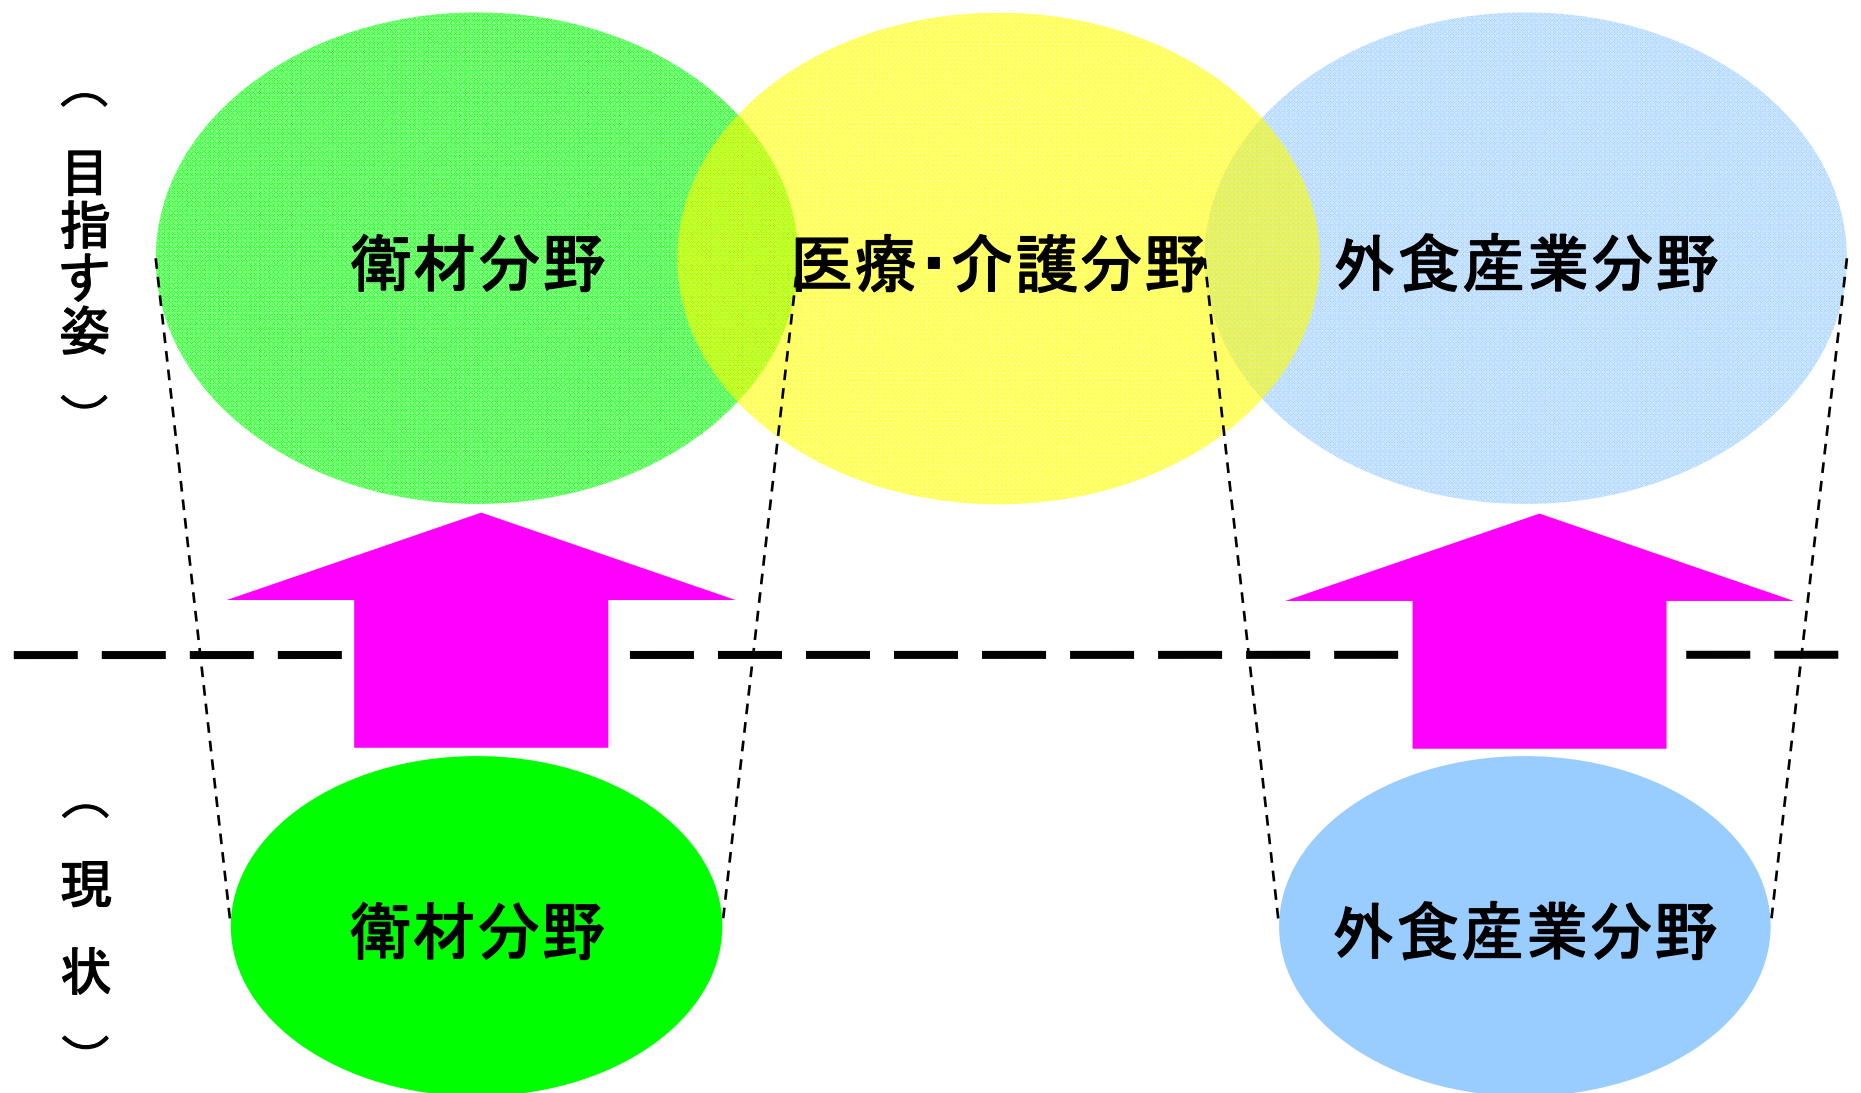 （目指す姿）
衛材分野
医療・介護分野
外食産業分野
（現状）
衛材分野
外食産業分野